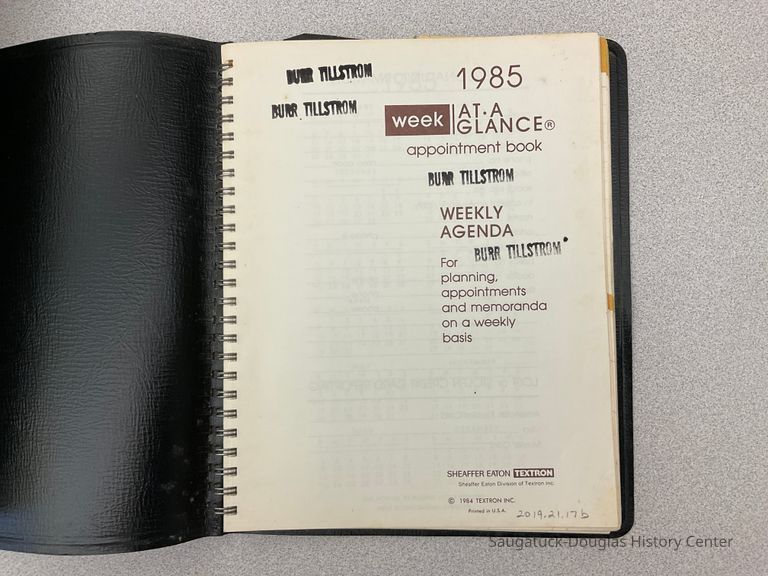 BURR TILLSTROM
1985
BURR TILLSTROM
week AT·A GLANCE®
appointment book
BURR TILLSTROM
WEEKLY
AGENDA
BURR TILLSTROM
For
planning,
appointments
and memoranda
on a weekly
basis
SHEAFFER EATON TEXTRON
Sheaffer Eaton Division of Textron Inc.
© 1984 TEXTRON INC.
Printed in U.S.A.
2019.21.17b
Saugatuck-Douglas History Center